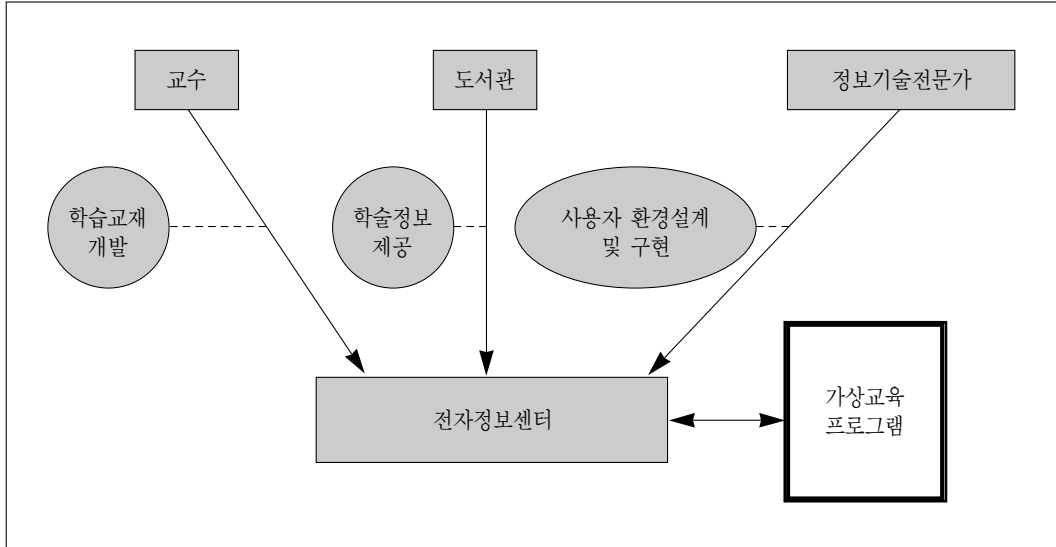 교수
도서관
정보기술전문가
학습교재
개발
학술정보
제공
사용자 환경설계
및 구현
전자정보센터
가상교육
프로그램